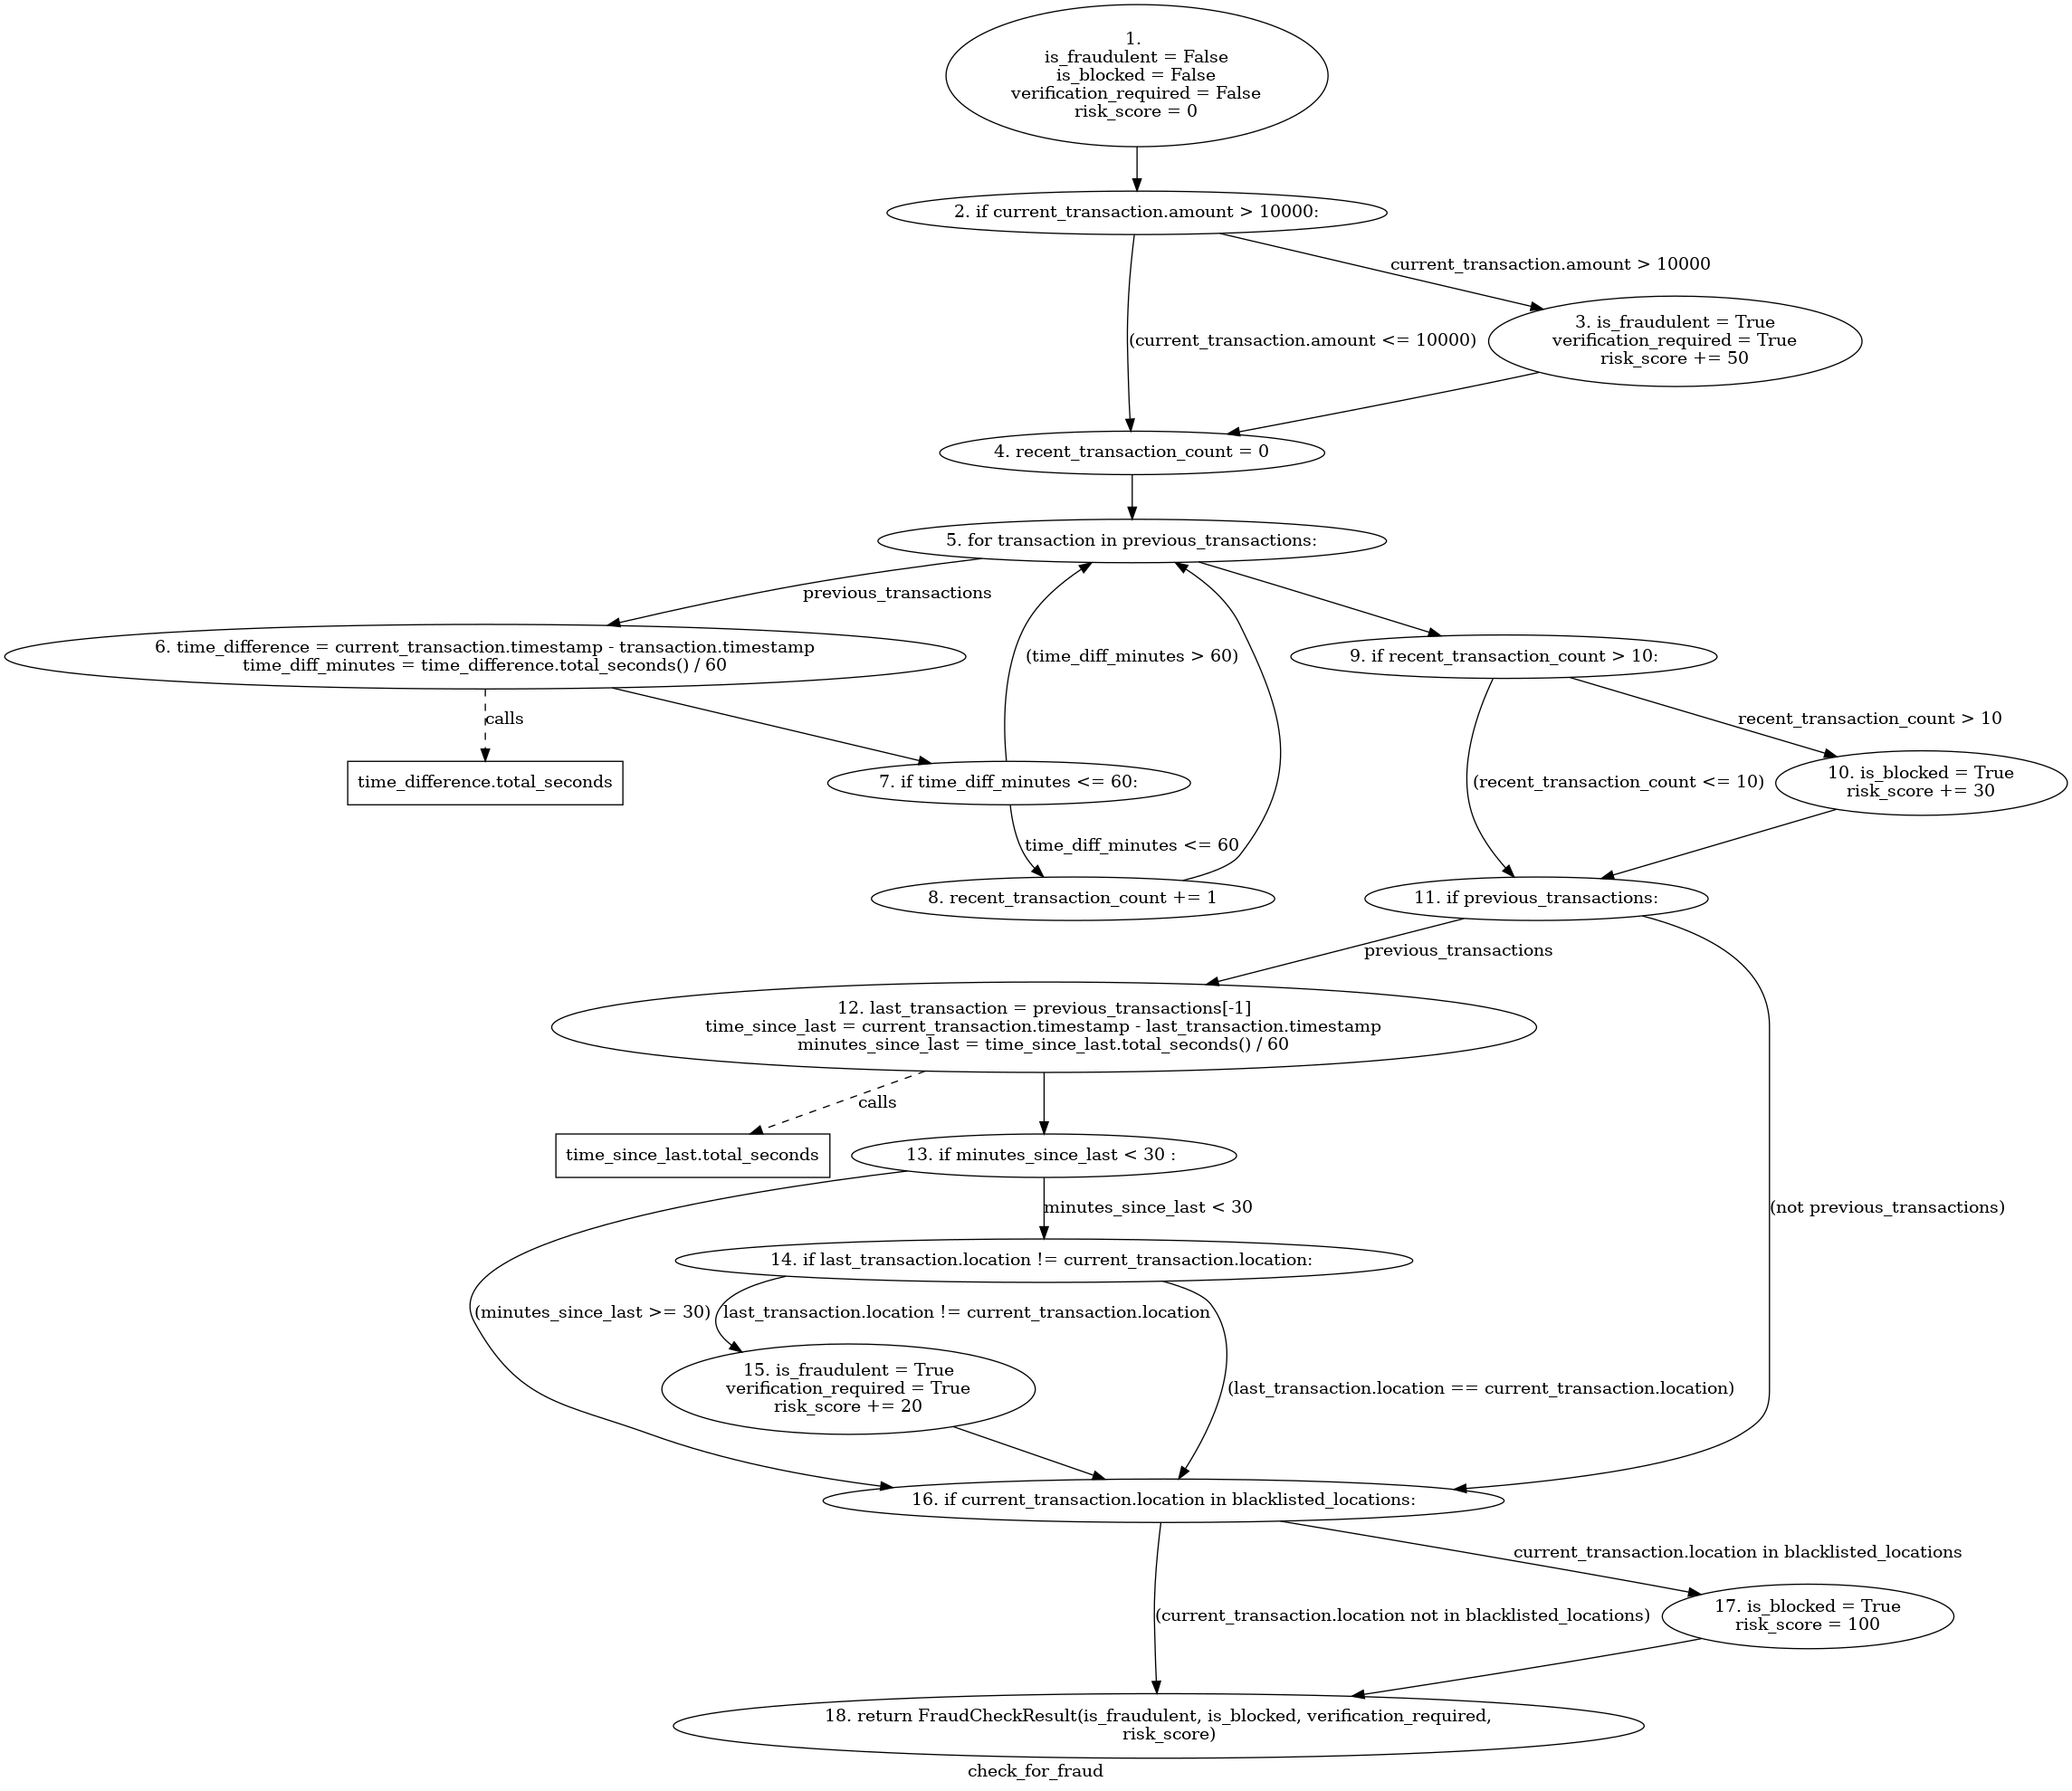 1.
is_fraudulent = False
is_blocked = False
verification_required = False
risk_score = 0
2. if current_transaction.amount > 10000:
current_transaction.amount > 10000
3. is_fraudulent = True
verification_required = True
risk_score += 50
(current_transaction.amount <= 10000)
4. recent_transaction_count = 0
5. for transaction in previous_transactions:
previous_transactions
6. time_difference = current_transaction.timestamp - transaction.timestamp
time_diff_minutes = time_difference.total_seconds() / 60
(time_diff_minutes > 60)
9. if recent_transaction_count > 10:
calls
recent_transaction_count > 10
time_difference.total_seconds
7. if time_diff_minutes <= 60:
(recent_transaction_count <= 10)
10. is_blocked = True
risk_score += 30
time_diff_minutes <= 60
8. recent_transaction_count += 1
11. if previous_transactions:
previous_transactions
12. last_transaction = previous_transactions[-1]
time_since_last = current_transaction.timestamp - last_transaction.timestamp
minutes_since_last = time_since_last.total_seconds() / 60
calls
time_since_last.total_seconds
13. if minutes_since_last < 30 :
minutes_since_last < 30
(not previous_transactions)
14. if last_transaction.location != current_transaction.location:
(minutes_since_last >= 30)
last_transaction.location != current_transaction.location
15. is_fraudulent = True
verification_required = True
risk_score += 20
(last_transaction.location == current_transaction.location)
16. if current_transaction.location in blacklisted_locations:
current_transaction.location in blacklisted_locations
(current_transaction.location not in blacklisted_locations)
17. is_blocked = True
risk_score = 100
18. return FraudCheckResult(is_fraudulent, is_blocked, verification_required,
risk_score)
check_for_fraud